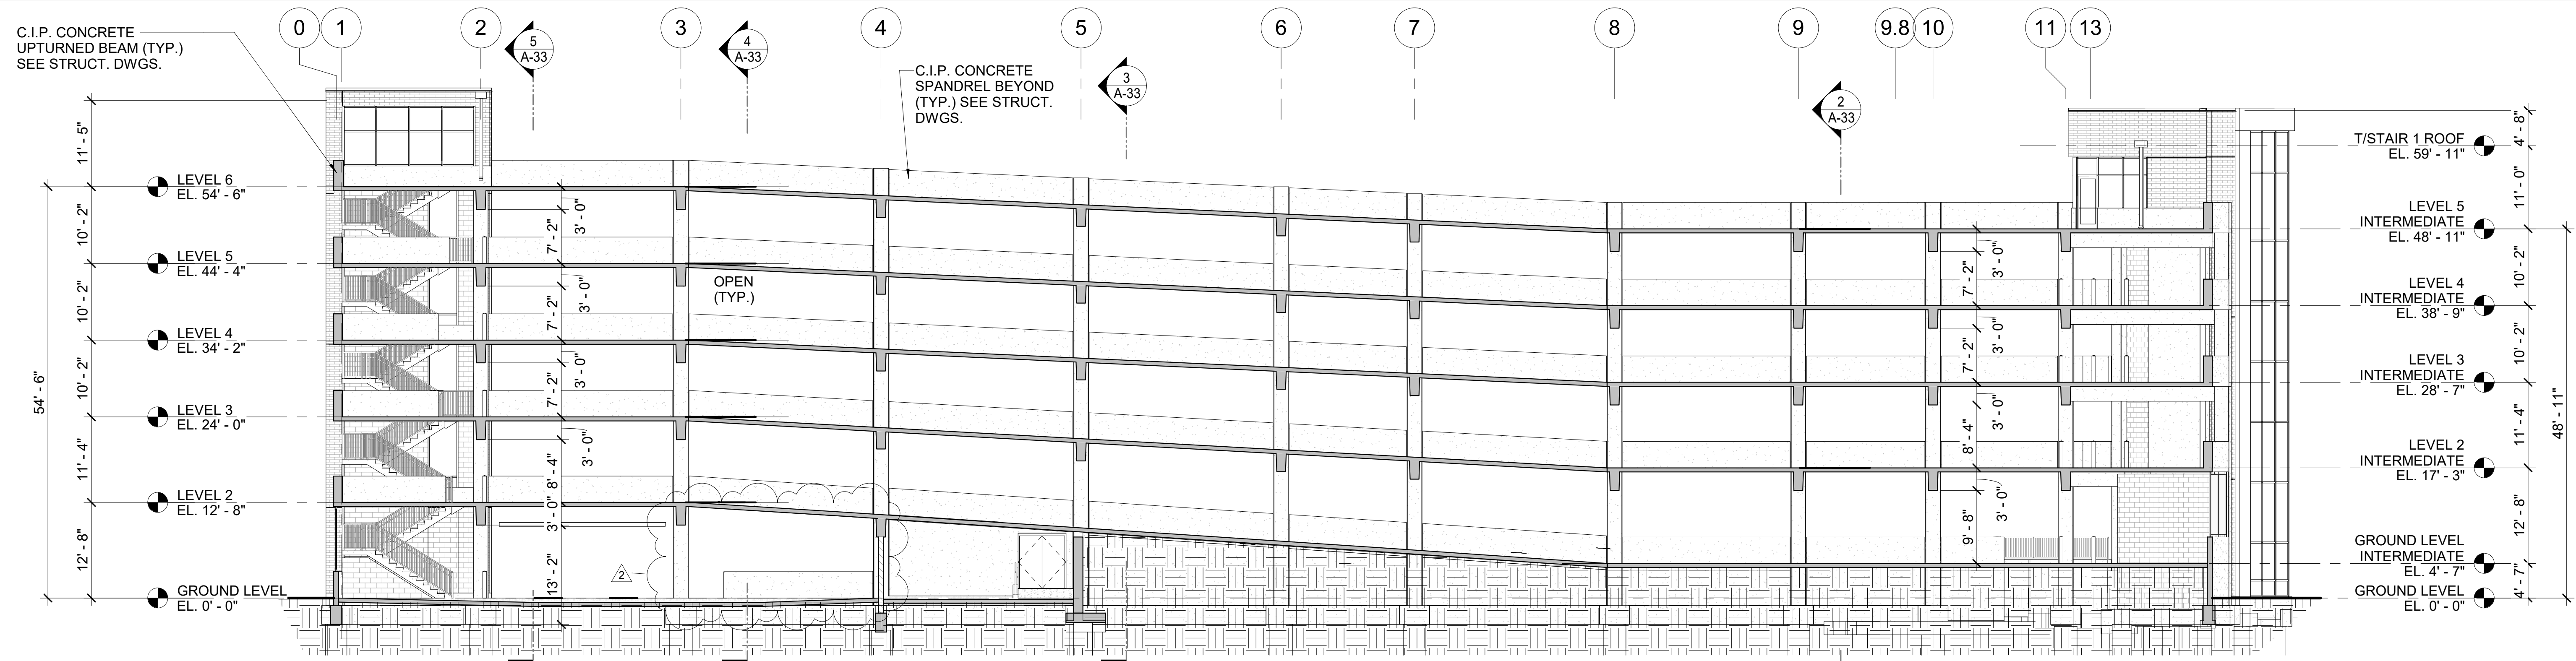 C.I.P. CONCRETE
UPTURNED BEAM (TYP.)
SEE STRUCT. DWGS.
0
1
2
3
4
5
6
7
8
9
9.8
10
11
13
5
A-33
4
A-33
3
A-33
2
A-33
C.I.P. CONCRETE
SPANDREL BEYOND
(TYP.) SEE STRUCT.
DWGS.
11' - 5"
10' - 2"
10' - 2"
10' - 2"
11' - 4"
12' - 8"
54' - 6"
LEVEL 6
EL. 54' - 6"
LEVEL 5
EL. 44' - 4"
LEVEL 4
EL. 34' - 2"
LEVEL 3
EL. 24' - 0"
LEVEL 2
EL. 12' - 8"
GROUND LEVEL
EL. 0' - 0"
3' - 0"
7' - 2"
3' - 0"
7' - 2"
3' - 0"
7' - 2"
3' - 0"
8' - 4"
3' - 0"
13' - 2"
OPEN
(TYP.)
2
3' - 0"
7' - 2"
3' - 0"
7' - 2"
3' - 0"
8' - 4"
3' - 0"
9' - 8"
T/STAIR 1 ROOF
EL. 59' - 11"
LEVEL 5
INTERMEDIATE
EL. 48' - 11"
LEVEL 4
INTERMEDIATE
EL. 38' - 9"
LEVEL 3
INTERMEDIATE
EL. 28' - 7"
LEVEL 2
INTERMEDIATE
EL. 17' - 3"
GROUND LEVEL
INTERMEDIATE
EL. 4' - 7"
GROUND LEVEL
EL. 0' - 0"
4' - 8"
11' - 0"
10' - 2"
10' - 2"
11' - 4"
12' - 8"
4' - 7"
48' - 11"